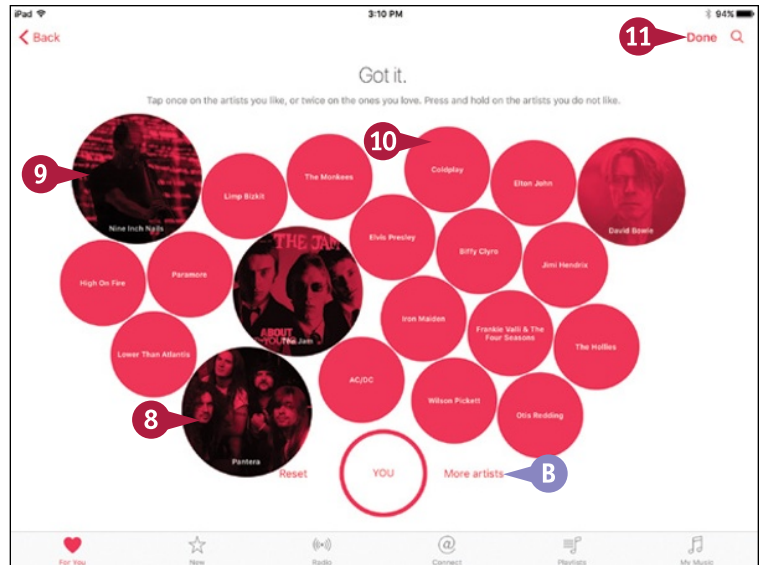 iPad 3:10 PM 94%
Back 11 Done
Got it.
Tap once on the artists you like, or twice on the ones you love. Press and hold on the artists you do not like.
10
9
The Monkees
Coldplay
Elton John
Limp Bizkit
Nine Inch Nails
David Bowie
Elvis Presley
THE JAM
Biffy Clyro
Jimi Hendrix
High On Fire
Paramore
Iron Maiden
Frankie Valli & The
Four Seasons
ABOUT
YOU
The Jam
The Hollies
Lower Than Atlantis
AC/DC
Wilson Pickett
8
Otis Redding
Pantera
Reset YOU More artists B
For You New Radio Connect Playlists My Music